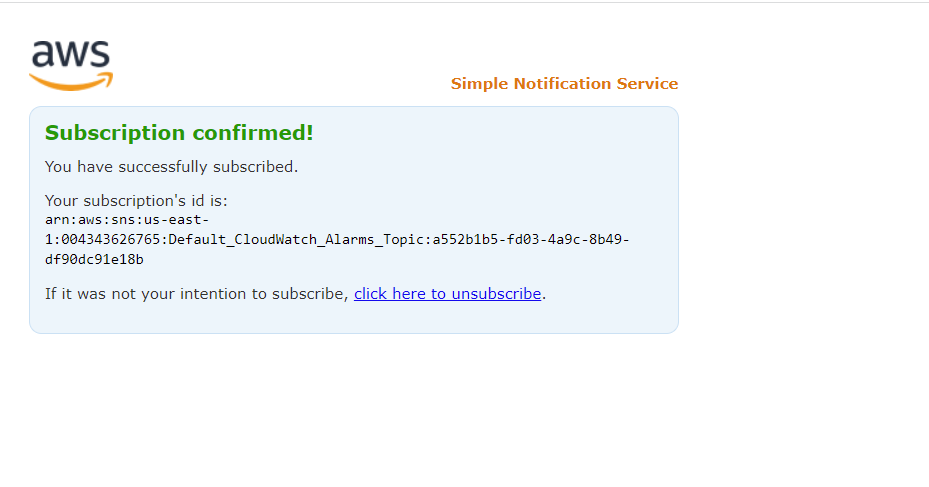 aws
Simple Notification Service
Subscription confirmed!
You have successfully subscribed.
Your subscription's id is:
arn:aws:sns:us-east-
1:004343626765:Default_CloudWatch_Alarms_Topic:a552b1b5-fd03-4a9c-8b49-
df90dc91e18b
If it was not your intention to subscribe, click here to unsubscribe.